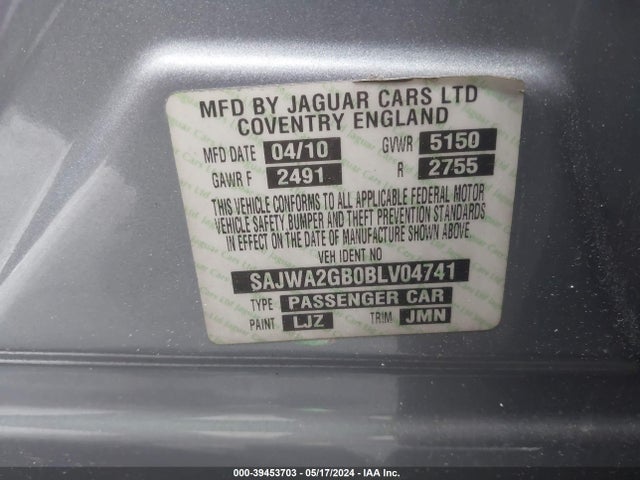 MFD BY JAGUAR CARS LTD
COVENTRY ENGLAND
MFD DATE 04/10 GVWR 5150
GAWR F 2491 R 2755
THIS VEHICLE CONFORMS TO ALL APPLICABLE FEDERAL MOTOR
VEHICLE SAFETY, BUMPER AND THEFT PREVENTION STANDARDS
IN EFFECT ON THE DATE OF MANUFACTURE SHOWN ABOVE.
VEH IDENT NO
SAJWA2GB0BLV04741
TYPE PASSENGER CAR
PAINT LJZ TRIM JMN
000-39453703 - 05/17/2024 - IAA Inc.